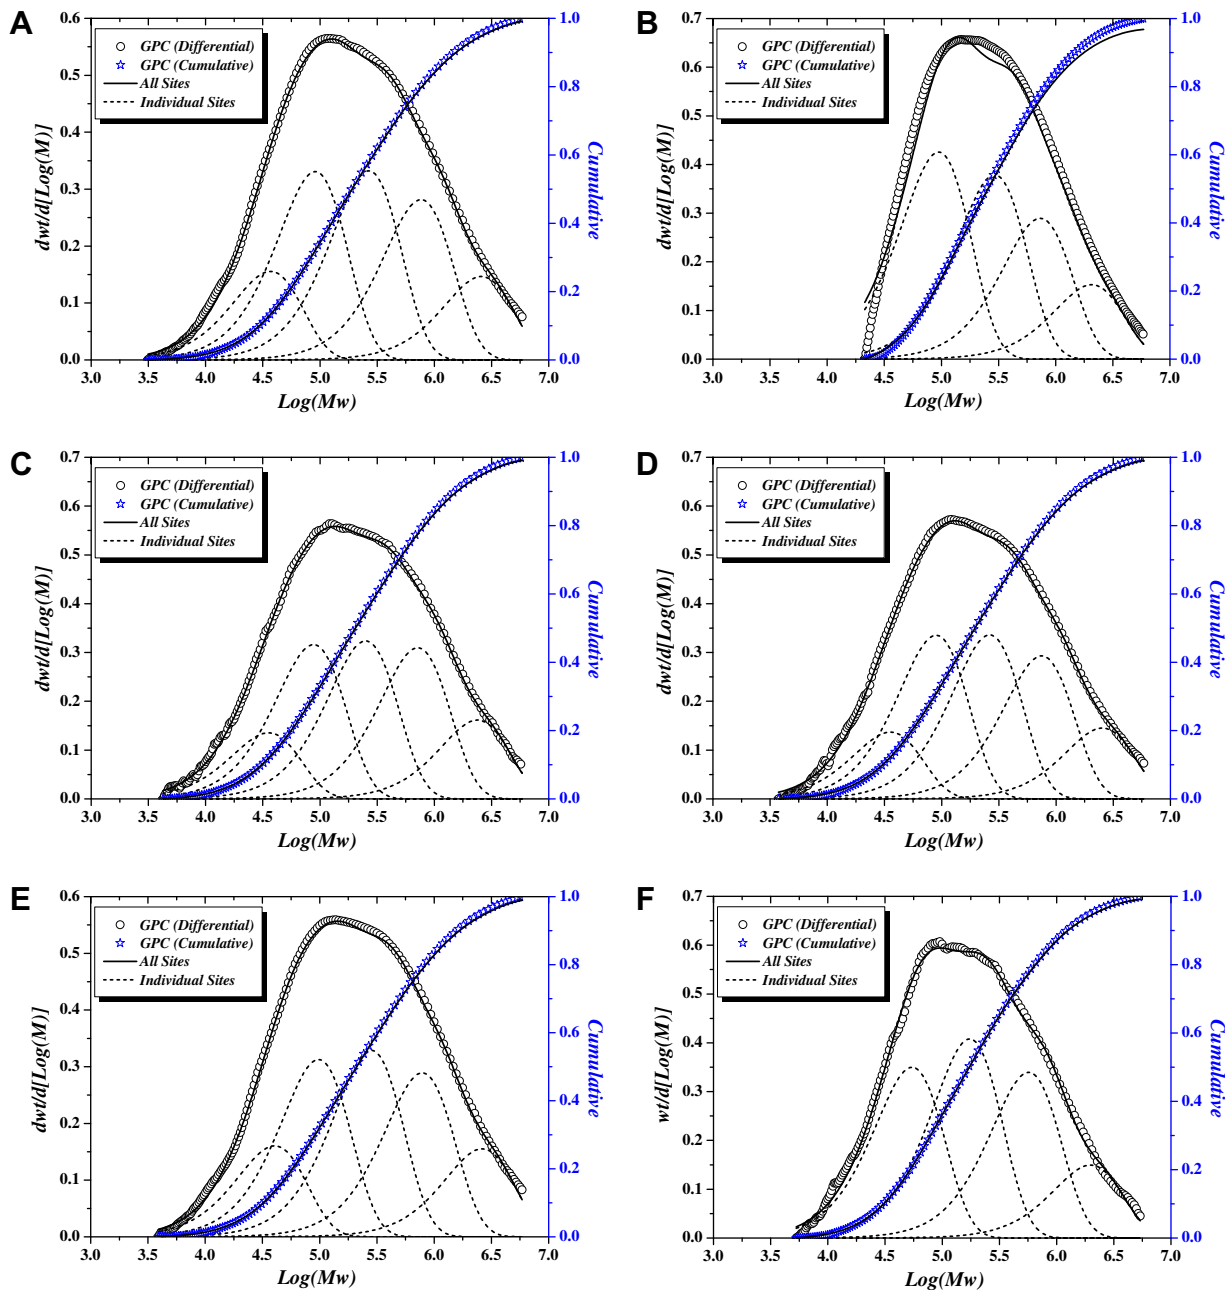 A
GPC (Differential)
GPC (Cumulative)
All Sites
Individual Sites
0.6
0.5
0.4
0.3
0.2
0.1
0.0
dwt/d[Log(M)]
1.0
0.8
0.6
0.4
0.2
0.0
Cumulative
3.0 3.5 4.0 4.5 5.0 5.5 6.0 6.5 7.0
Log(Mw)
B
GPC (Differential)
GPC (Cumulative)
All Sites
Individual Sites
0.7
0.6
0.5
0.4
0.3
0.2
0.1
0.0
dwt/d[Log(M)]
1.0
0.8
0.6
0.4
0.2
0.0
Cumulative
3.0 3.5 4.0 4.5 5.0 5.5 6.0 6.5 7.0
Log(Mw)
C
GPC (Differential)
GPC (Cumulative)
All Sites
Individual Sites
0.7
0.6
0.5
0.4
0.3
0.2
0.1
0.0
dwt/d[Log(M)]
1.0
0.8
0.6
0.4
0.2
0.0
Cumulative
3.0 3.5 4.0 4.5 5.0 5.5 6.0 6.5 7.0
Log(Mw)
D
GPC (Differential)
GPC (Cumulative)
All Sites
Individual Sites
0.7
0.6
0.5
0.4
0.3
0.2
0.1
0.0
dwt/d[Log(M)]
1.0
0.8
0.6
0.4
0.2
0.0
Cumulative
3.0 3.5 4.0 4.5 5.0 5.5 6.0 6.5 7.0
Log(Mw)
E
GPC (Differential)
GPC (Cumulative)
All Sites
Individual Sites
0.6
0.5
0.4
0.3
0.2
0.1
0.0
dwt/d[Log(M)]
1.0
0.8
0.6
0.4
0.2
0.0
Cumulative
3.0 3.5 4.0 4.5 5.0 5.5 6.0 6.5 7.0
Log(Mw)
F
GPC (Differential)
GPC (Cumulative)
All Sites
Individual Sites
0.7
0.6
0.5
0.4
0.3
0.2
0.1
0.0
wt/d[Log(M)]
1.0
0.8
0.6
0.4
0.2
0.0
Cumulative
3.0 3.5 4.0 4.5 5.0 5.5 6.0 6.5 7.0
Log(Mw)